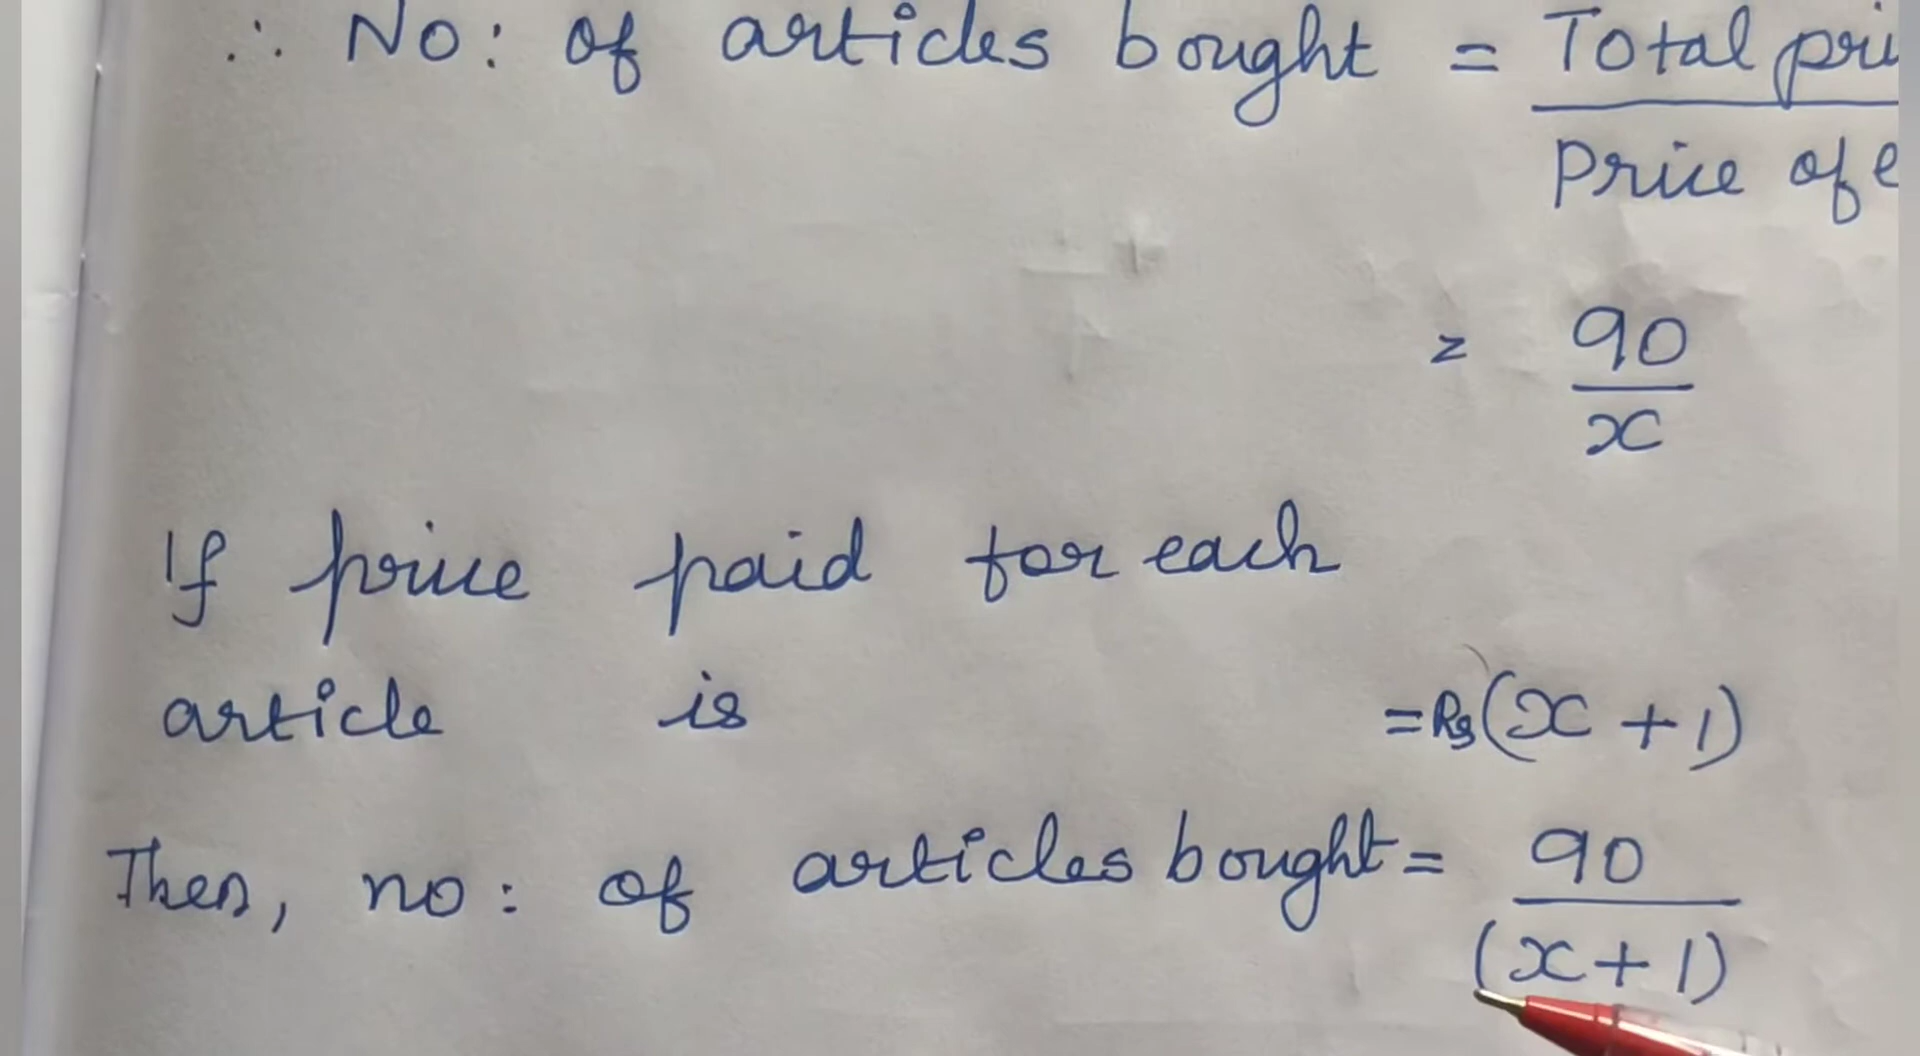 ∴ No: of articles bought = Total pri
Price of e
= 90
x
If price paid for each
article is = Rs (x + 1)
Then, no: of articles bought = 90
(x + 1)